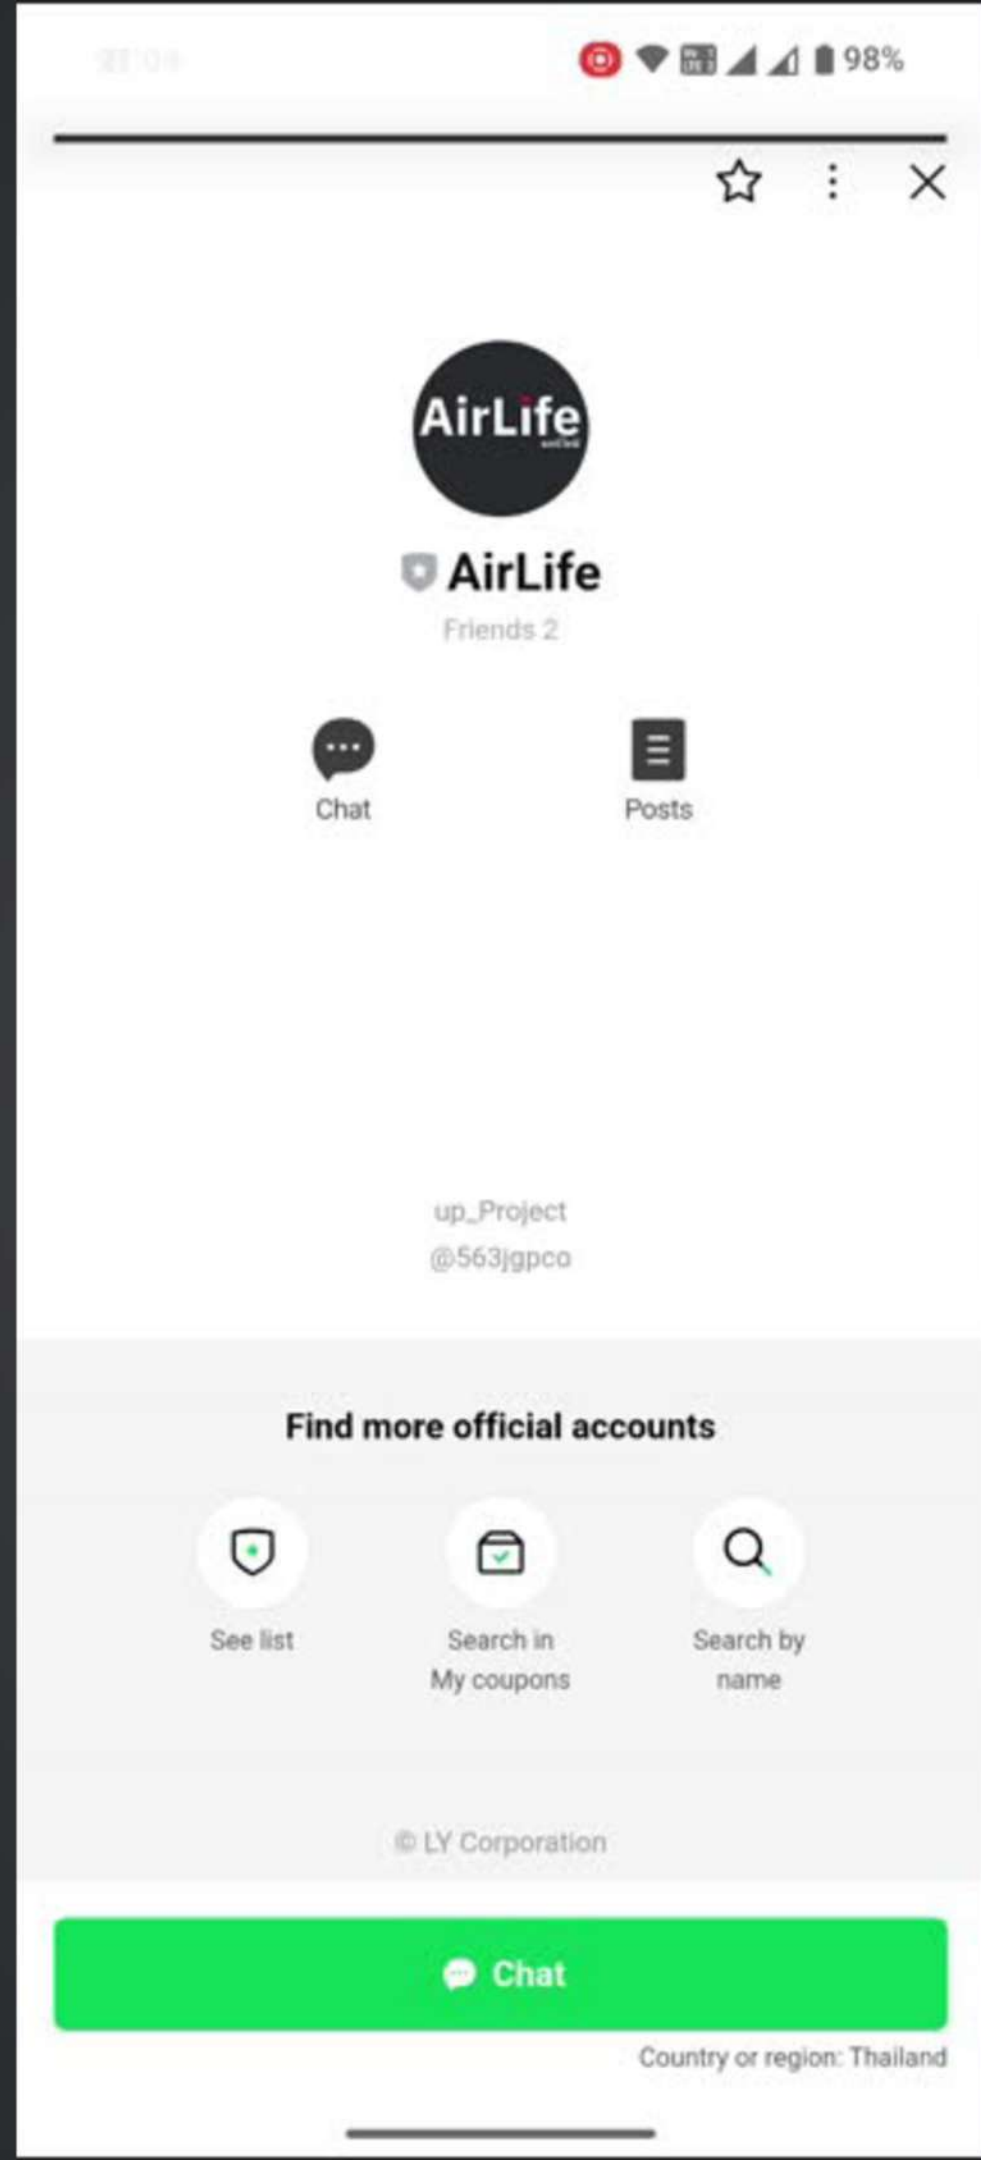 98%
AirLife
AirLife
Friends 2
Chat
Posts
up_Project
@563jgpco
Find more official accounts
See list
Search in
My coupons
Search by
name
© LY Corporation
Chat
Country or region: Thailand